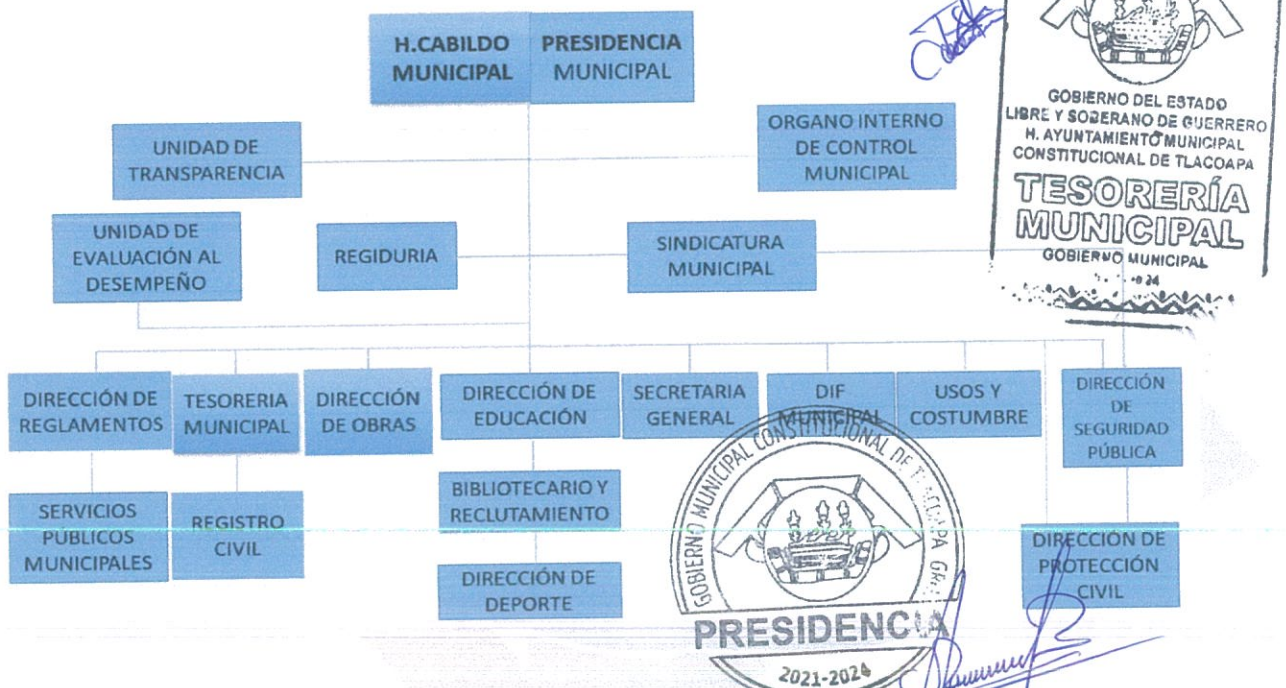 H.CABILDO
MUNICIPAL
PRESIDENCIA
MUNICIPAL
GOBIERNO DEL ESTADO
LIBRE Y SOBERANO DE GUERRERO
H. AYUNTAMIENTO MUNICIPAL
CONSTITUCIONAL DE TLACOAPA
TESORERÍA
MUNICIPAL
GOBIERNO MUNICIPAL
UNIDAD DE
TRANSPARENCIA
ORGANO INTERNO
DE CONTROL
MUNICIPAL
UNIDAD DE
EVALUACIÓN AL
DESEMPEÑO
REGIDURIA
SINDICATURA
MUNICIPAL
DIRECCIÓN DE
REGLAMENTOS
TESORERIA
MUNICIPAL
DIRECCIÓN
DE OBRAS
DIRECCIÓN DE
EDUCACIÓN
SECRETARIA
GENERAL
DIF
MUNICIPAL
USOS Y
COSTUMBRE
DIRECCIÓN
DE
SEGURIDAD
PÚBLICA
SERVICIOS
PÚBLICOS
MUNICIPALES
REGISTRO
CIVIL
BIBLIOTECARIO Y
RECLUTAMIENTO
DIRECCIÓN DE
DEPORTE
DIRECCIÓN DE
PROTECCIÓN
CIVIL
GOBIERNO MUNICIPAL CONSTITUCIONAL DE TLACOAPA GRO.
PRESIDENCIA
2021-2024